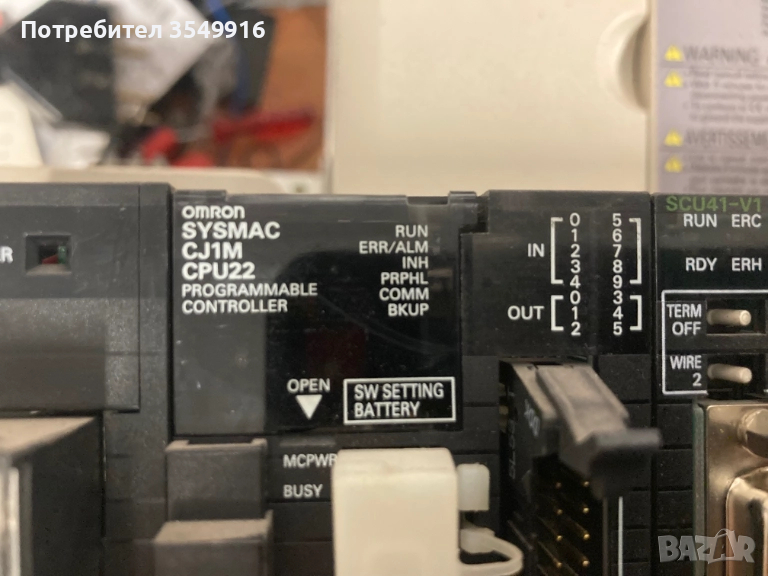 Потребител 3549916
WARNING
AVERTISSEME
OMRON
SYSMAC
CJ1M
CPU22
PROGRAMMABLE
CONTROLLER
RUN
ERR/ALM
INH
PRPHL
COMM
BKUP
OPEN
SW SETTING
BATTERY
MCPWR
BUSY
IN
0 5
1 6
2 7
3 8
4 9
OUT
0 3
1 4
2 5
SCU41-V1
RUN ERC
RDY ERH
TERM
OFF
WIRE
2
BAZAR